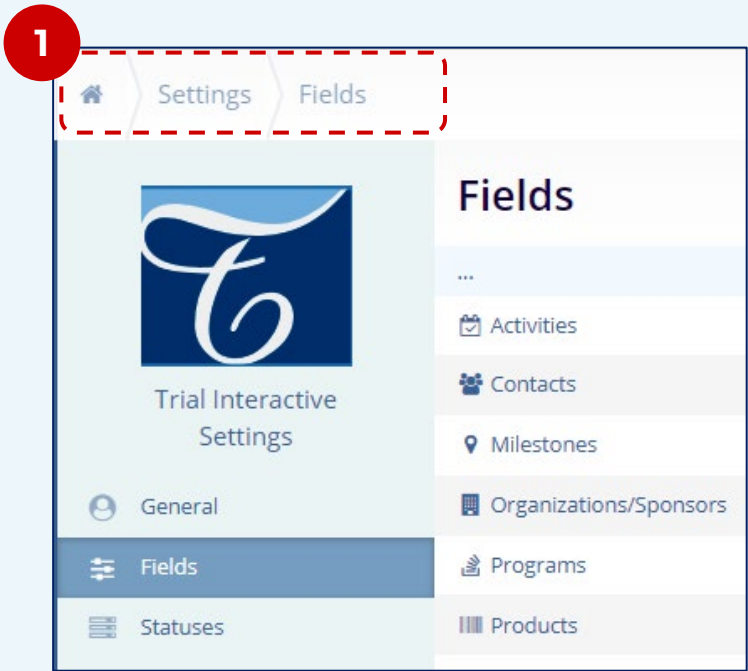 1
Settings Fields
Trial Interactive
Settings
General
Fields
Statuses
Fields
...
Activities
Contacts
Milestones
Organizations/Sponsors
Programs
Products